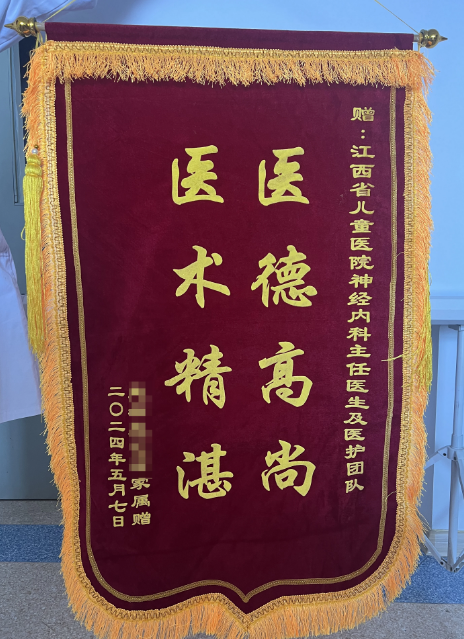 赠：江西省儿童医院神经内科主任医生及医护团队
医德高尚
医术精湛
家属赠
二〇二四年五月七日